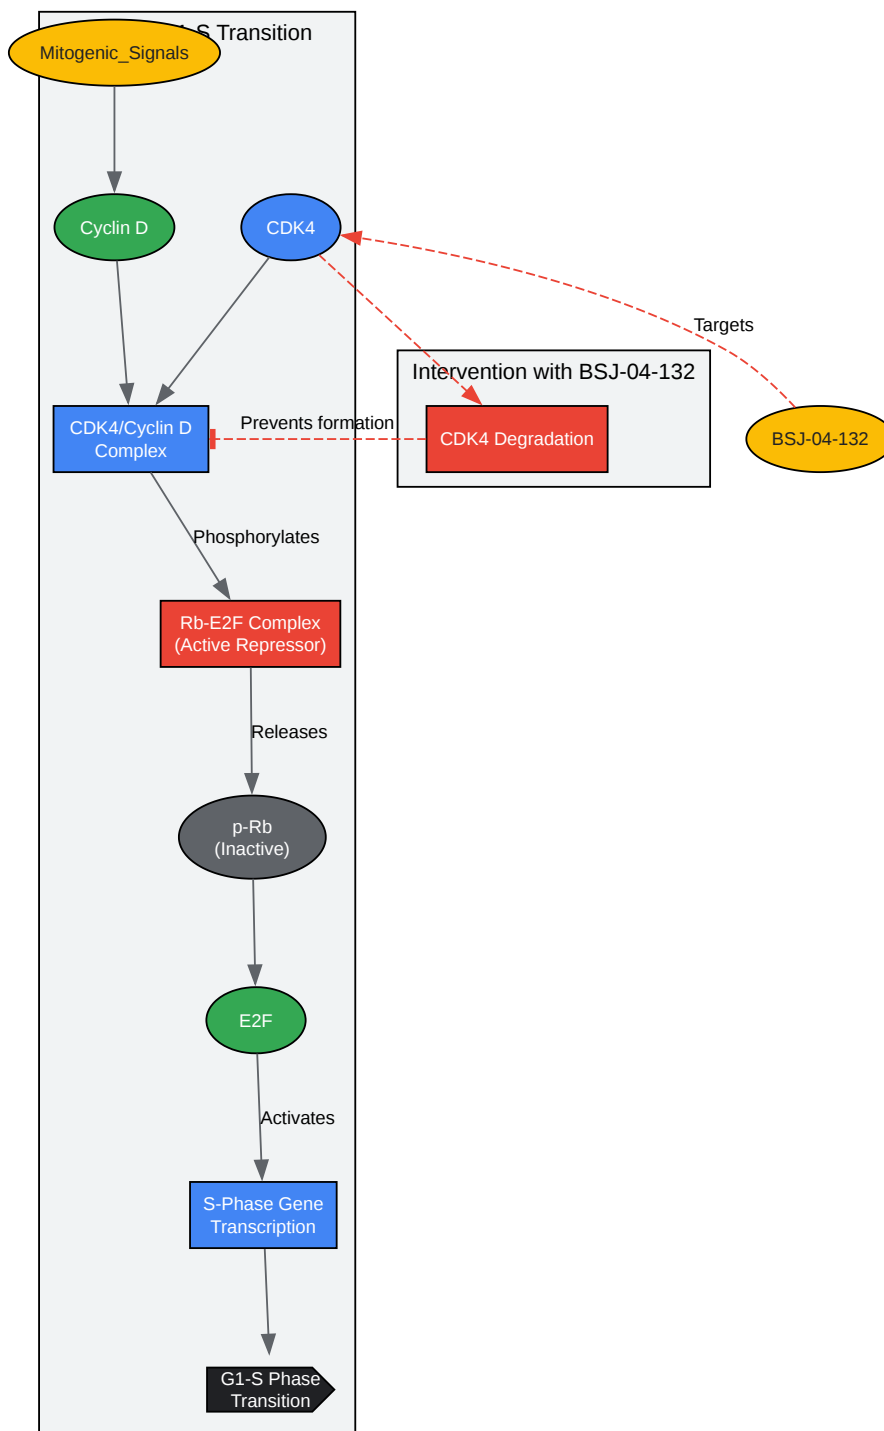 S Transition
Mitogenic_Signals
Cyclin D
CDK4
Targets
Intervention with BSJ-04-132
CDK4/Cyclin D
Complex
Prevents formation
CDK4 Degradation
BSJ-04-132
Phosphorylates
Rb-E2F Complex
(Active Repressor)
Releases
p-Rb
(Inactive)
E2F
Activates
S-Phase Gene
Transcription
G1-S Phase
Transition